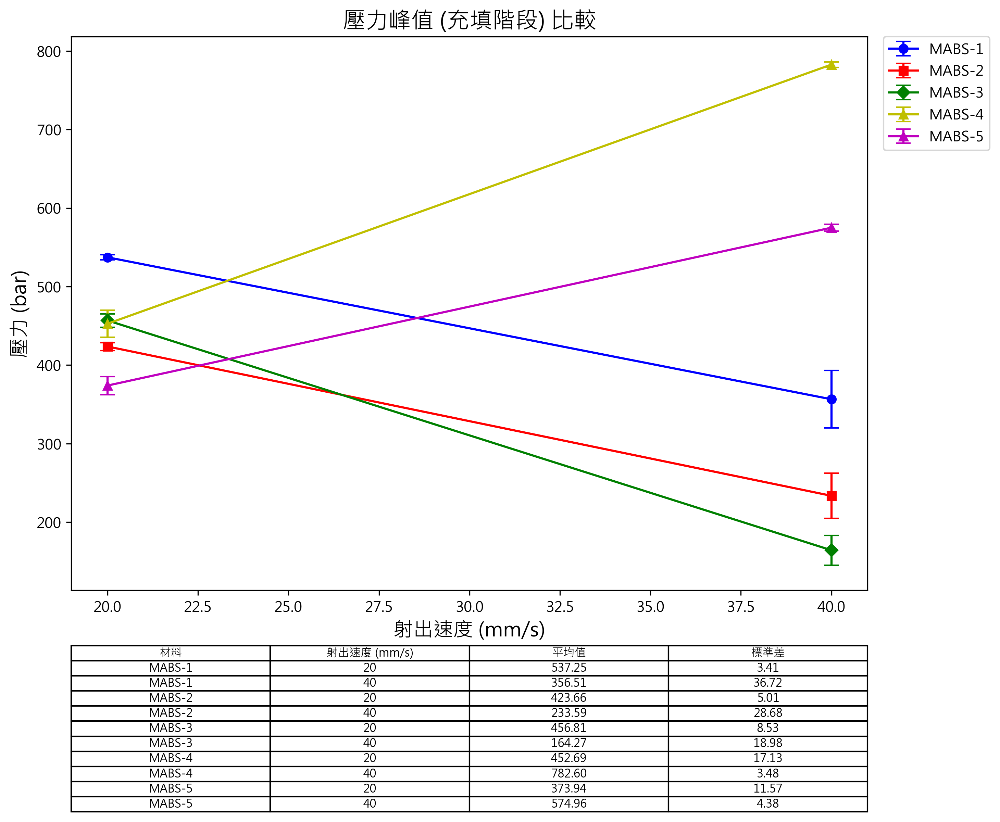 壓力峰值 (充填階段) 比較
MABS-1
MABS-2
MABS-3
MABS-4
MABS-5
壓力 (bar)
800
700
600
500
400
300
200
20.0 22.5 25.0 27.5 30.0 32.5 35.0 37.5 40.0
射出速度 (mm/s)
材料 射出速度 (mm/s) 平均值 標準差
MABS-1 20 537.25 3.41
MABS-1 40 356.51 36.72
MABS-2 20 423.66 5.01
MABS-2 40 233.59 28.68
MABS-3 20 456.81 8.53
MABS-3 40 164.27 18.98
MABS-4 20 452.69 17.13
MABS-4 40 782.60 3.48
MABS-5 20 373.94 11.57
MABS-5 40 574.96 4.38